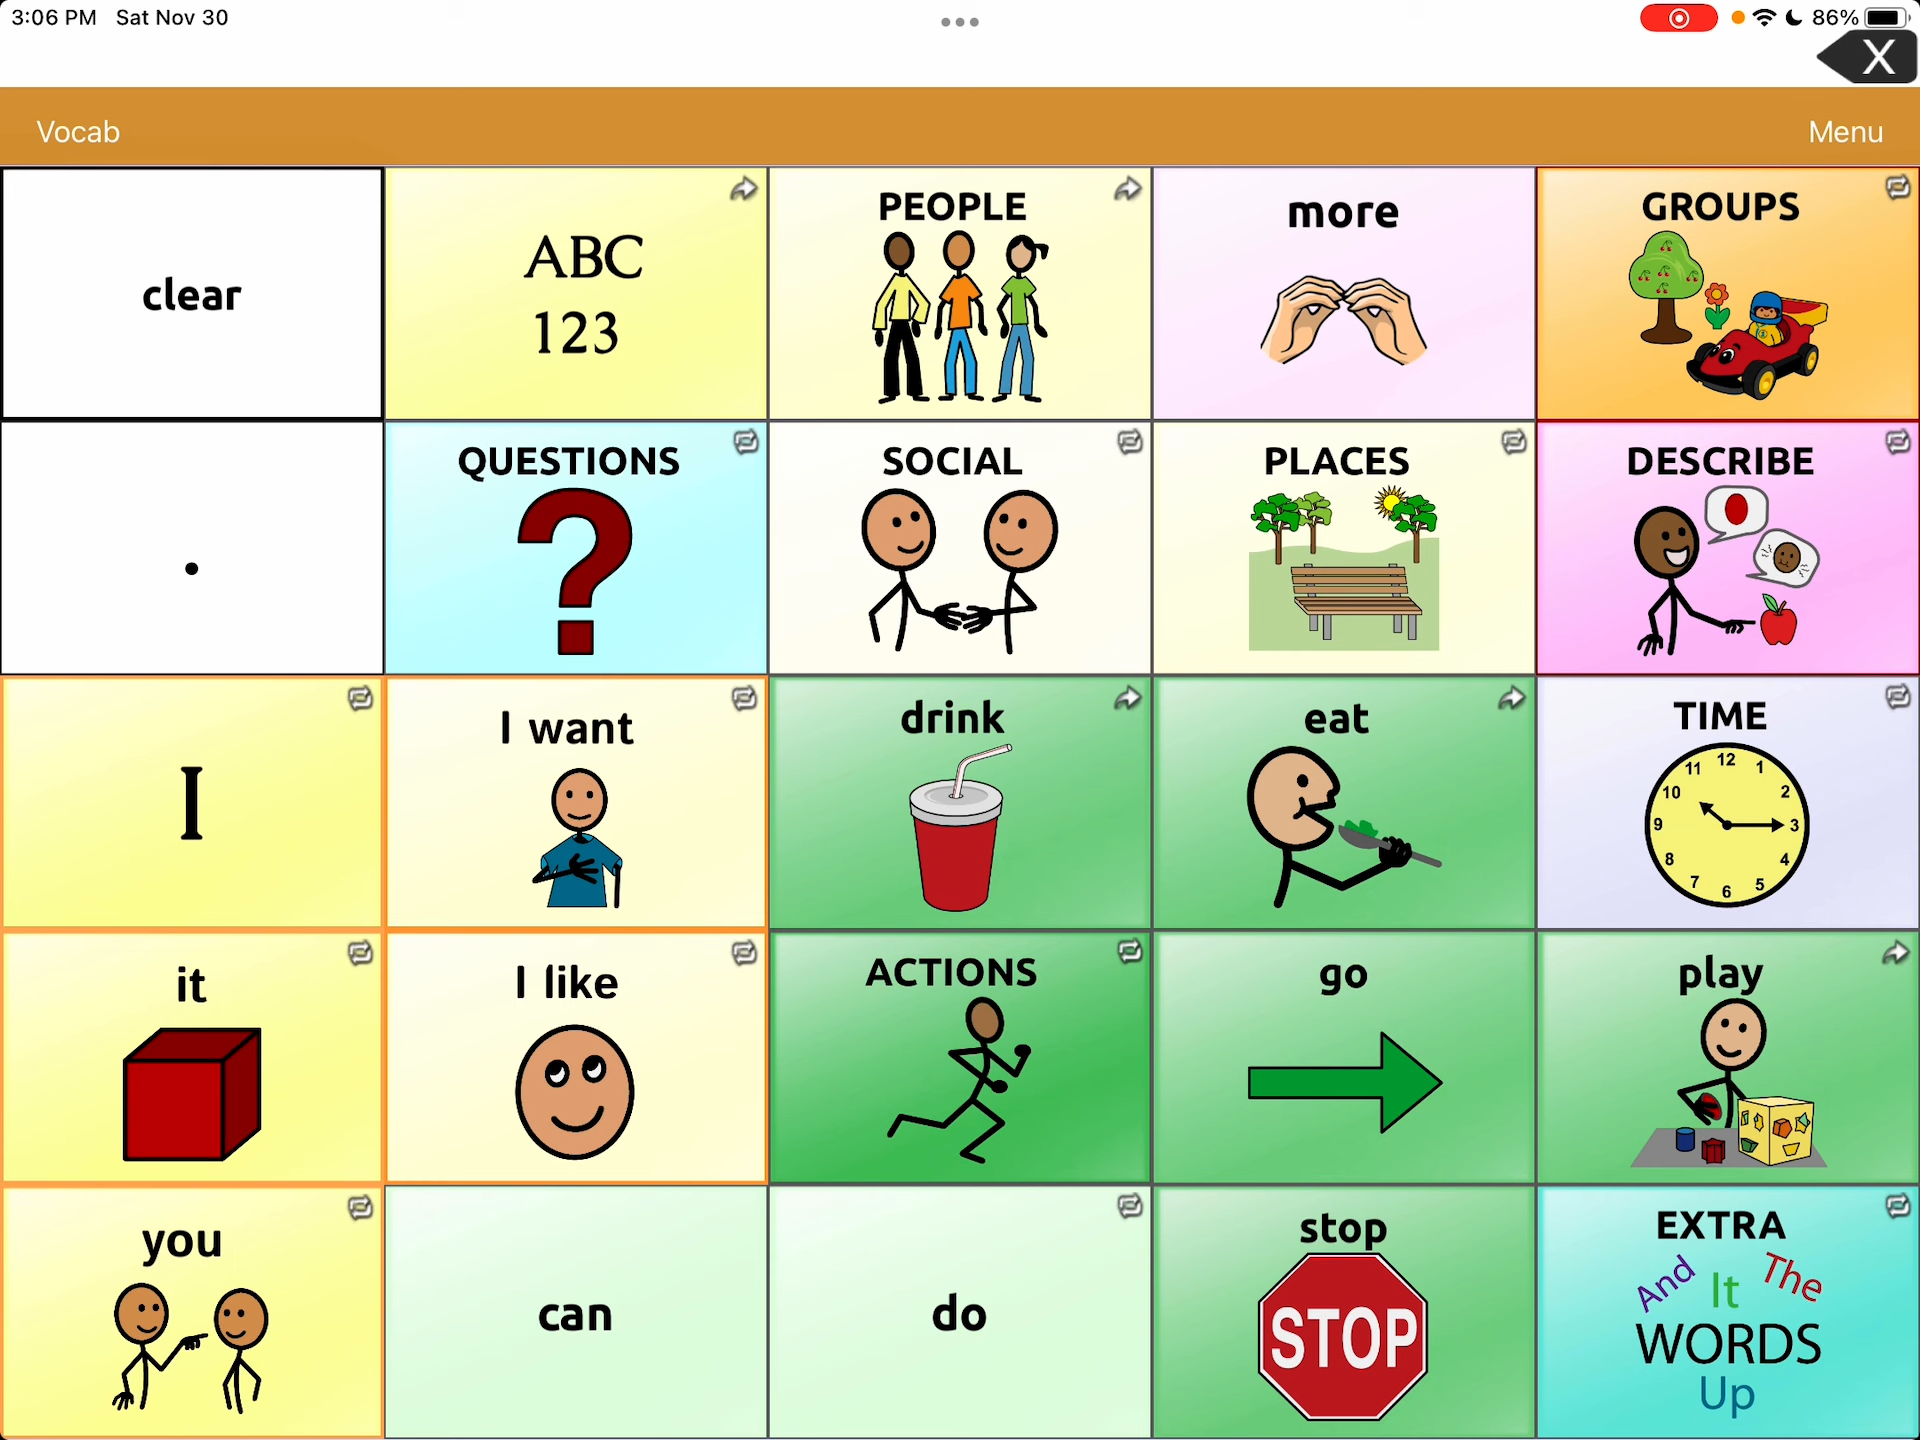 3:06 PM Sat Nov 30
86%
X
Vocab
Menu
clear
ABC
123
PEOPLE
more
GROUPS
.
QUESTIONS
?
SOCIAL
PLACES
DESCRIBE
I
I want
drink
eat
TIME
12
11 1
10 2
9 3
8 4
7 6 5
it
I like
ACTIONS
go
play
you
can
do
stop
STOP
EXTRA
And It The
WORDS
Up